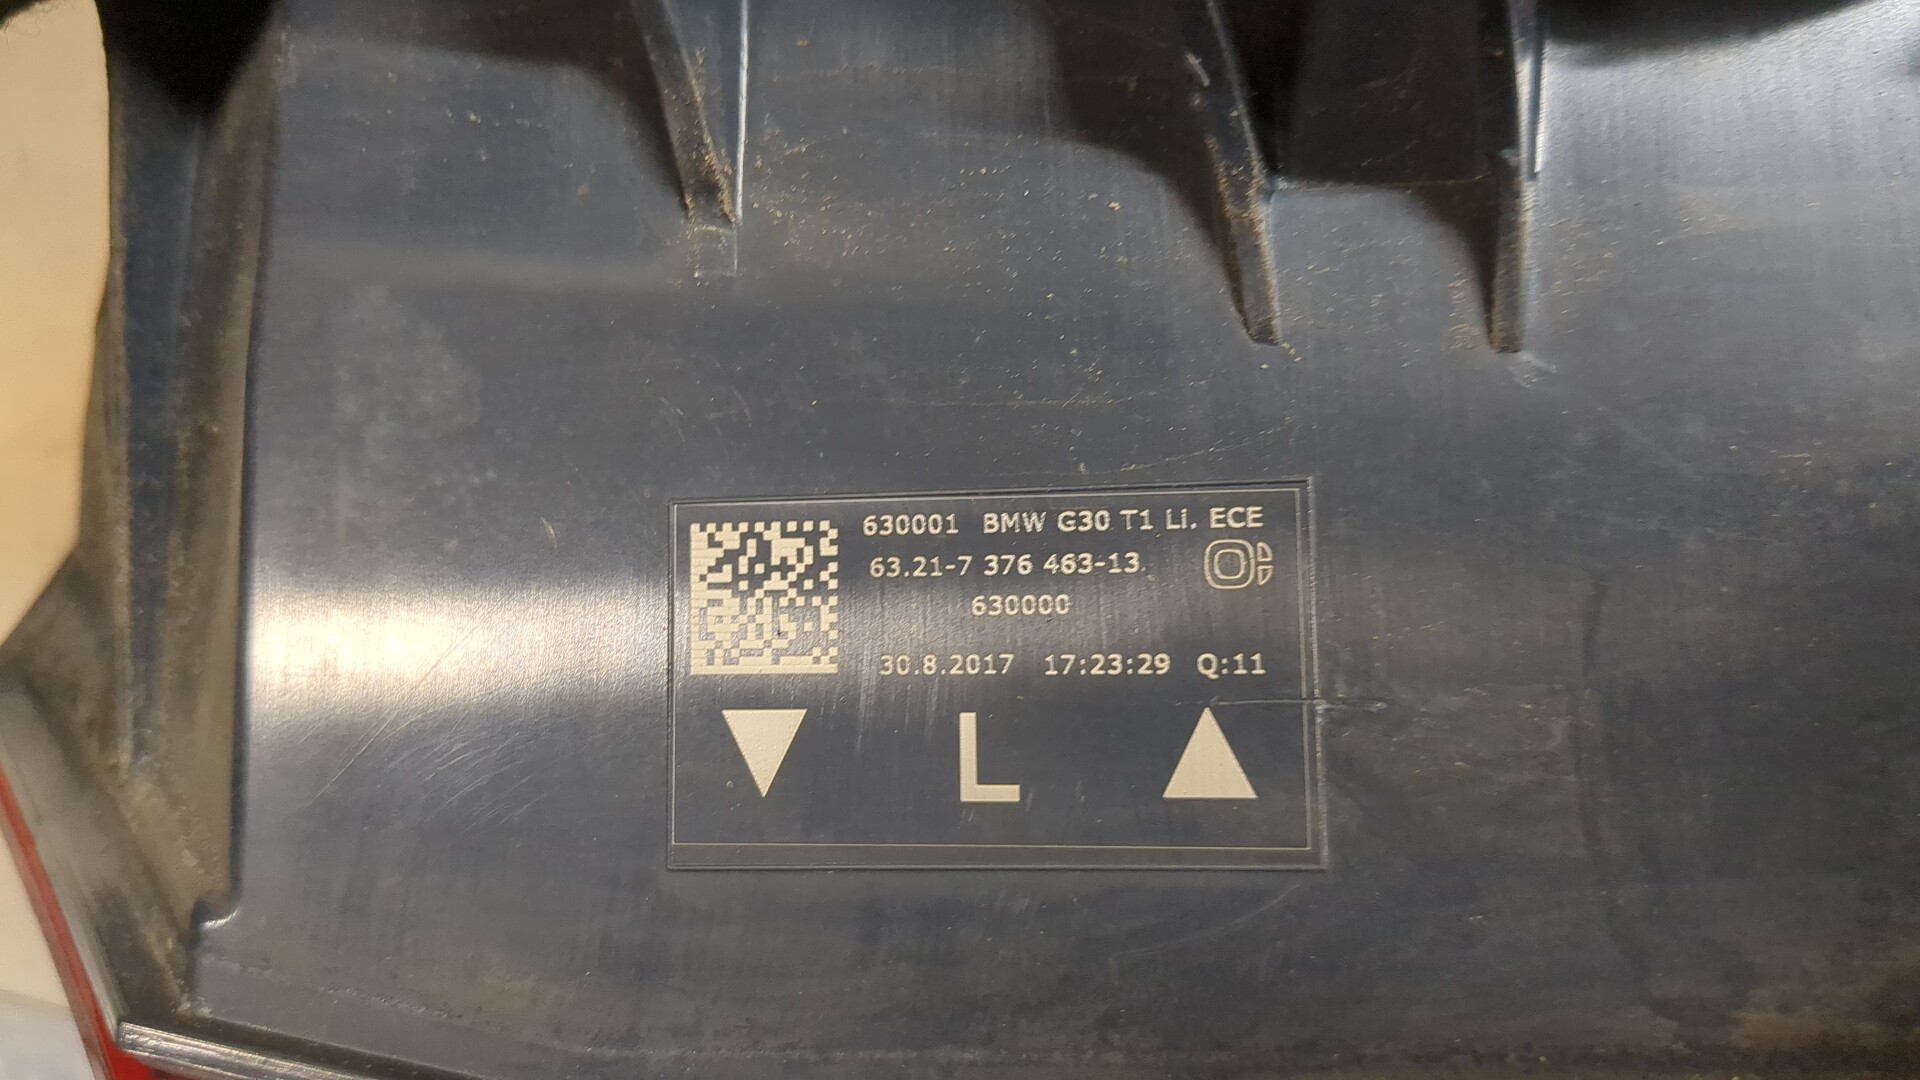 630001 BMW G30 T1 Li. ECE
63.21-7 376 463-13.
630000
30.8.2017 17:23:29 Q:11
L